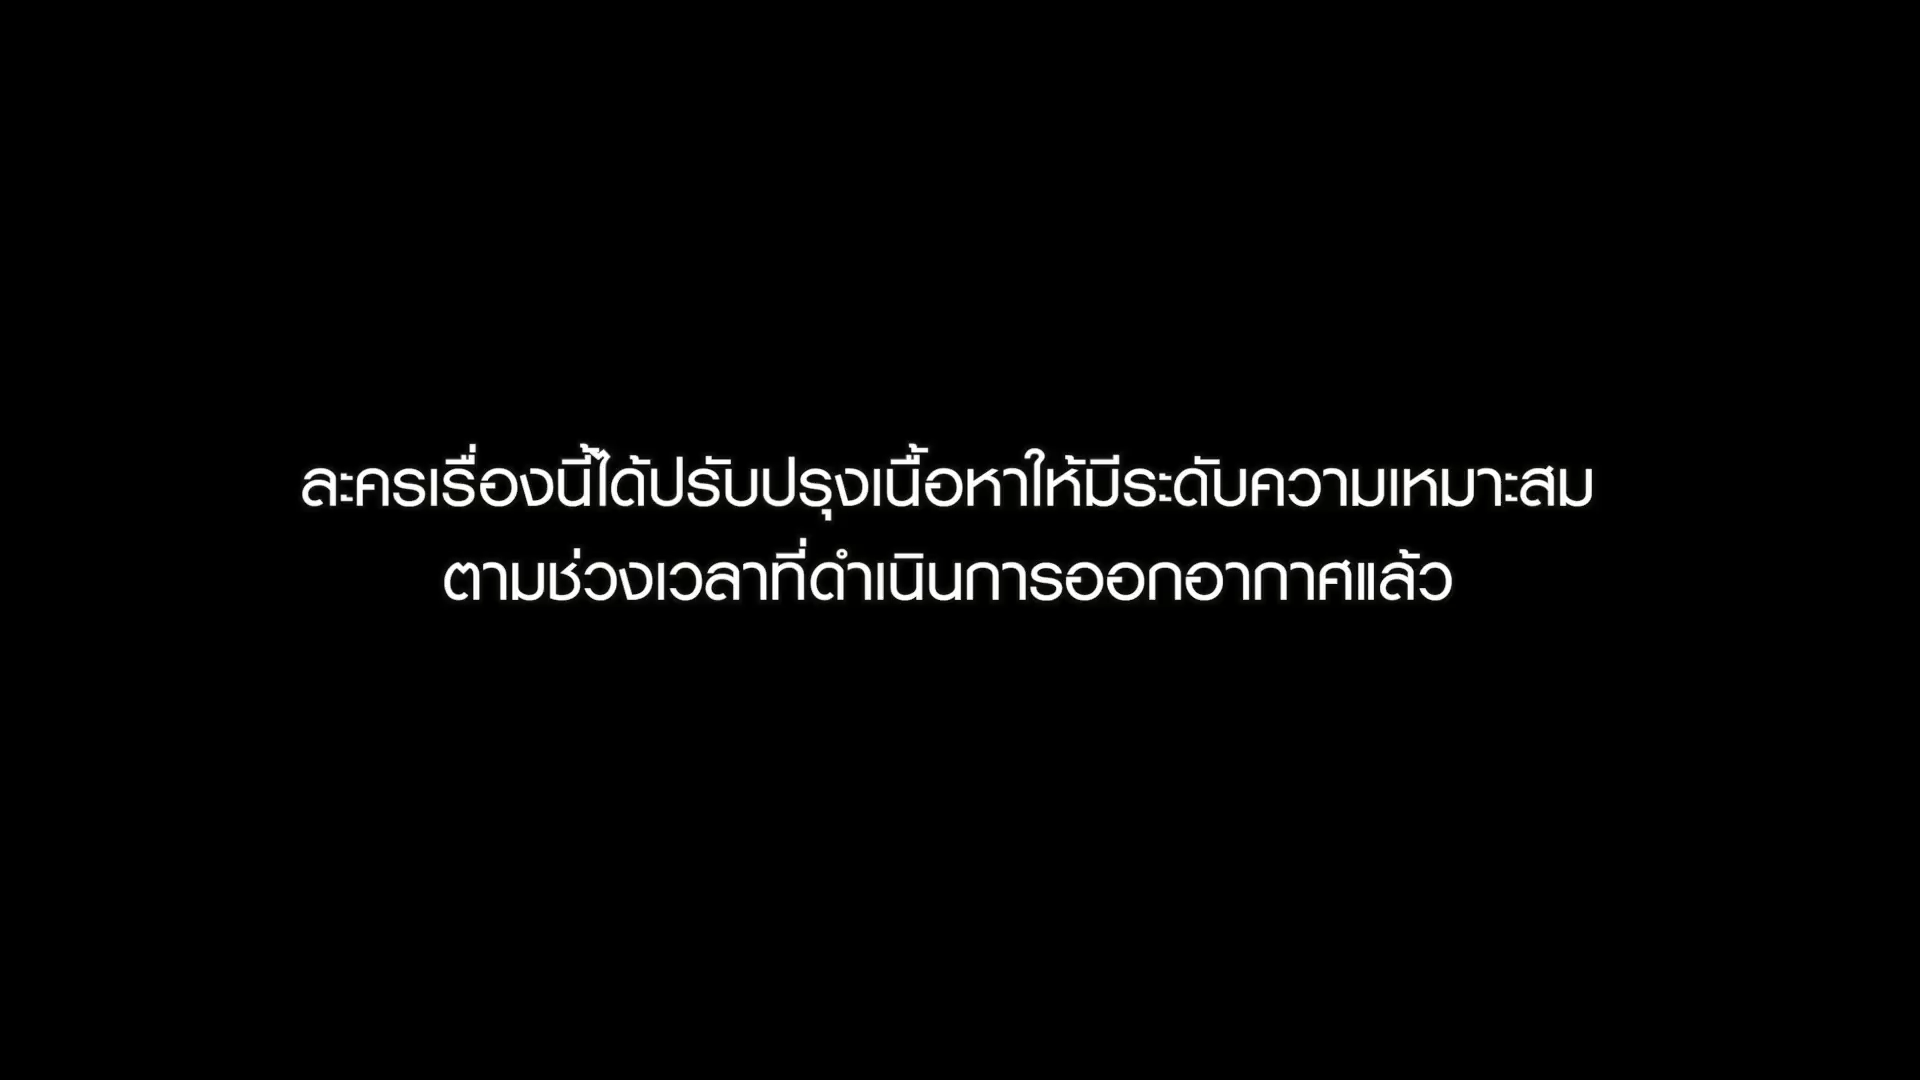 ละครเรื่องนี้ได้ปรับปรุงเนื้อหาให้มีระดับความเหมาะสม
ตามช่วงเวลาที่ดำเนินการออกอากาศแล้ว